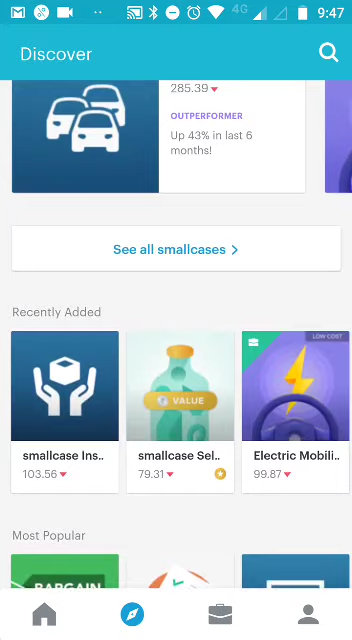 4G
9:47
Discover
285.39
OUTPERFORMER
Up 43% in last 6
months!
See all smallcases
Recently Added
VALUE
LOW COST
smallcase Ins..
103.56
smallcase Sel..
79.31
Electric Mobili..
99.87
Most Popular
BARGAIN